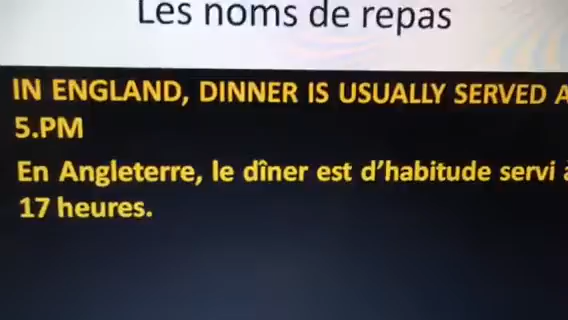 Les noms de repas
IN ENGLAND, DINNER IS USUALLY SERVED
5.PM
En Angleterre, le dîner est d'habitude servi
17 heures.